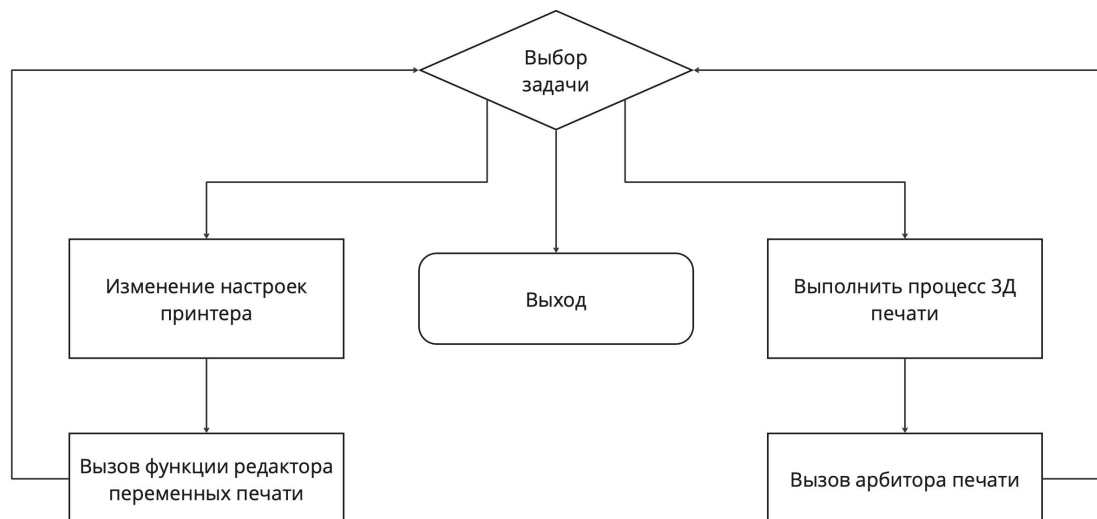 Выбор
задачи
Изменение настроек
принтера
Выход
Выполнить процесс 3Д
печати
Вызов функции редактора
переменных печати
Вызов арбитора печати